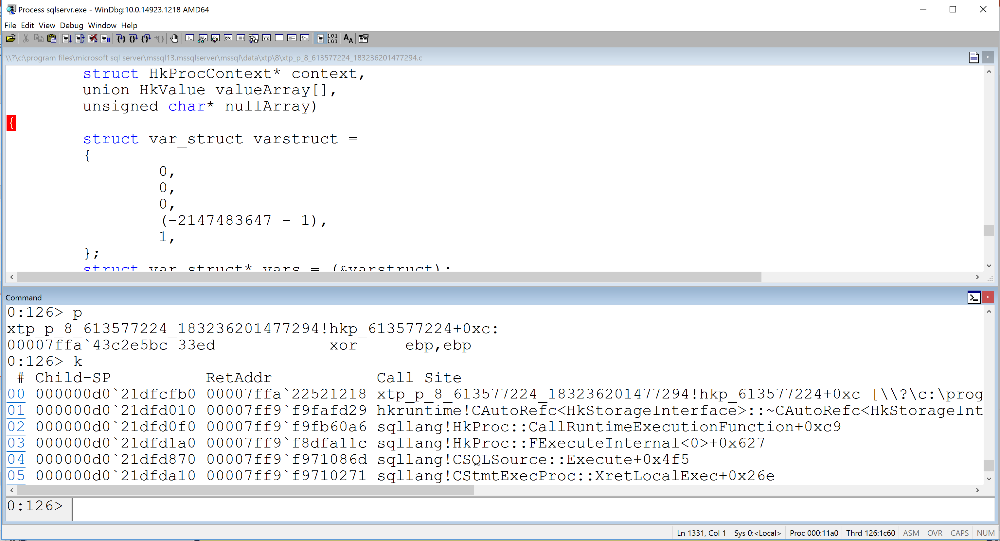 Process sqlservr.exe - WinDbg:10.0.14923.1218 AMD64
File Edit View Debug Window Help
\\?\c:\program files\microsoft sql server\mssql13.mssqlserver\mssql\data\xtp\8\xtp_p_8_613577224_183236201477294.c
struct HkProcContext* context,
union HkValue valueArray[],
unsigned char* nullArray)
{
struct var_struct varstruct =
{
0,
0,
0,
(-2147483647 - 1),
1,
};
struct var_struct* vars = (&varstruct);
Command
0:126> p
xtp_p_8_613577224_183236201477294!hkp_613577224+0xc:
00007ffa`43c2e5bc 33ed xor ebp,ebp
0:126> k
# Child-SP RetAddr Call Site
00 000000d0`21dfcfb0 00007ffa`22521218 xtp_p_8_613577224_183236201477294!hkp_613577224+0xc [\\?\c:\prog
01 000000d0`21dfd010 00007ff9`f9fafd29 hkruntime!CAutoRefc<HkStorageInterface>::~CAutoRefc<HkStorageInt
02 000000d0`21dfd0f0 00007ff9`f9fb60a6 sqllang!HkProc::CallRuntimeExecutionFunction+0xc9
03 000000d0`21dfd1a0 00007ff9`f8dfa11c sqllang!HkProc::FExecuteInternal<0>+0x627
04 000000d0`21dfd870 00007ff9`f971086d sqllang!CSQLSource::Execute+0x4f5
05 000000d0`21dfda10 00007ff9`f9710271 sqllang!CStmtExecProc::XretLocalExec+0x26e
0:126>
Ln 1331, Col 1 Sys 0:<Local> Proc 000:11a0 Thrd 126:1c60 ASM OVR CAPS NUM